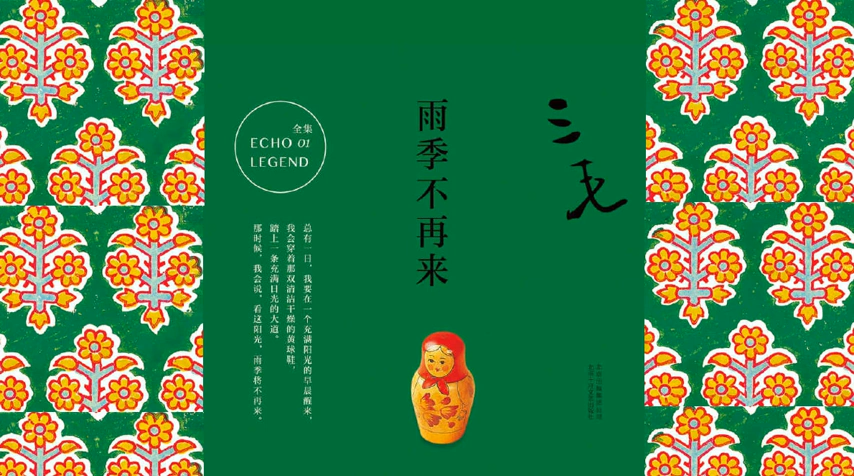 三毛
雨季不再来
全集
ECHO 01
LEGEND
总有一日，我要在一个充满阳光的早晨醒来，
我会穿着那双清洁干燥的黄球鞋，
踏上一条充满日光的大道。
那时候，我会说，看这阳光，雨季将不再来。